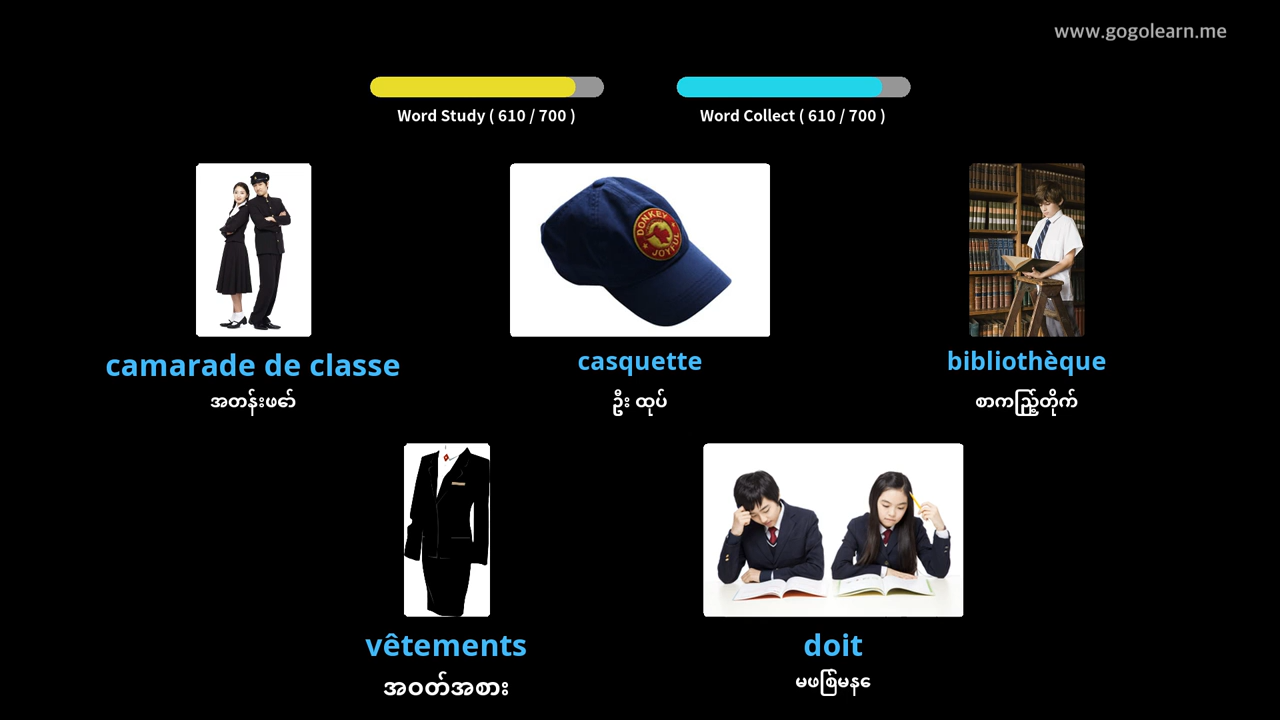 www.gogolearn.me
Word Study ( 610 / 700 )
Word Collect ( 610 / 700 )
DONKEY
JOYFUL
camarade de classe
casquette
bibliothèque
အတန်းဖော်
ဦး ထုပ်
စာကြည့်တိုက်
vêtements
doit
အဝတ်အစား
မဖြစ်မနေ